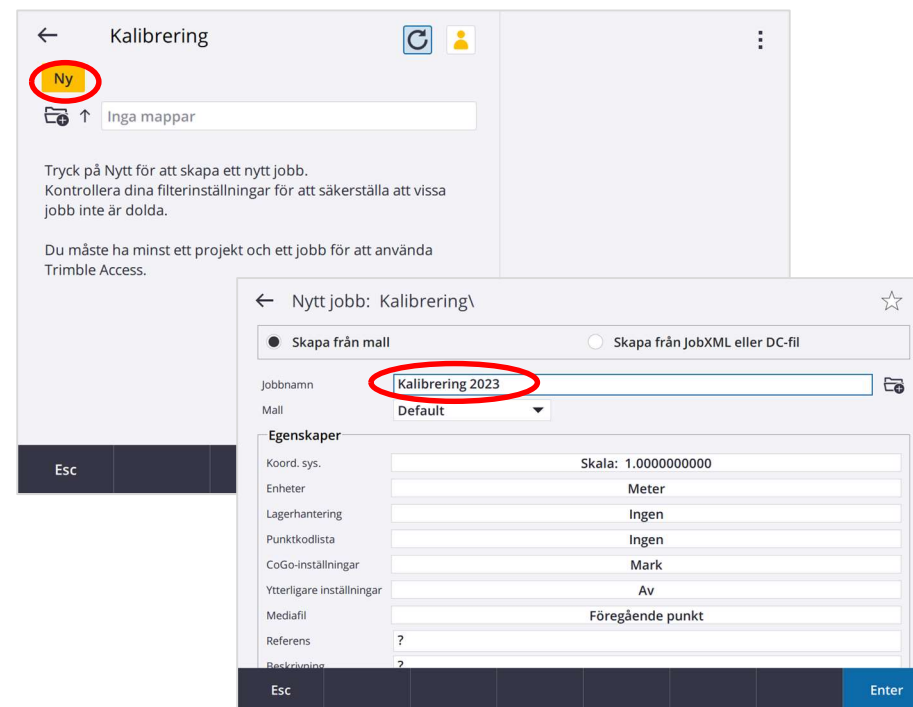 Kalibrering
Ny
Inga mappar
Tryck på Nytt för att skapa ett nytt jobb.
Kontrollera dina filterinställningar för att säkerställa att vissa
jobb inte är dolda.
Du måste ha minst ett projekt och ett jobb för att använda
Trimble Access.
Esc
Nytt jobb: Kalibrering\
Skapa från mall
Skapa från JobXML eller DC-fil
Jobbnamn Kalibrering 2023
Mall Default
Egenskaper
Koord. sys. Skala: 1.0000000000
Enheter Meter
Lagerhantering Ingen
Punktkodlista Ingen
CoGo-inställningar Mark
Ytterligare inställningar Av
Mediafil Föregående punkt
Referens ?
Beskrivning ?
Esc Enter